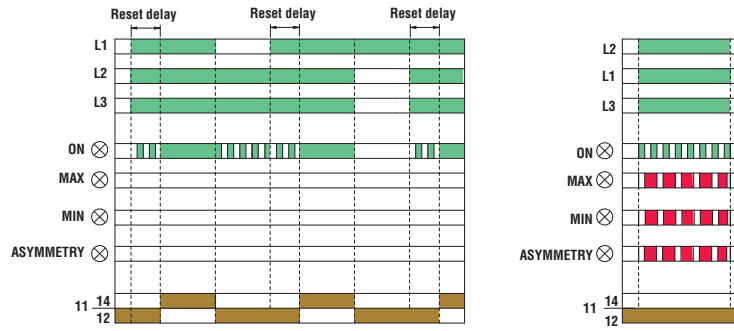 Reset delay Reset delay Reset delay
L1
L2
L3
ON
MAX
MIN
ASYMMETRY
11 14
12
L2
L1
L3
ON
MAX
MIN
ASYMMETRY
11 14
12